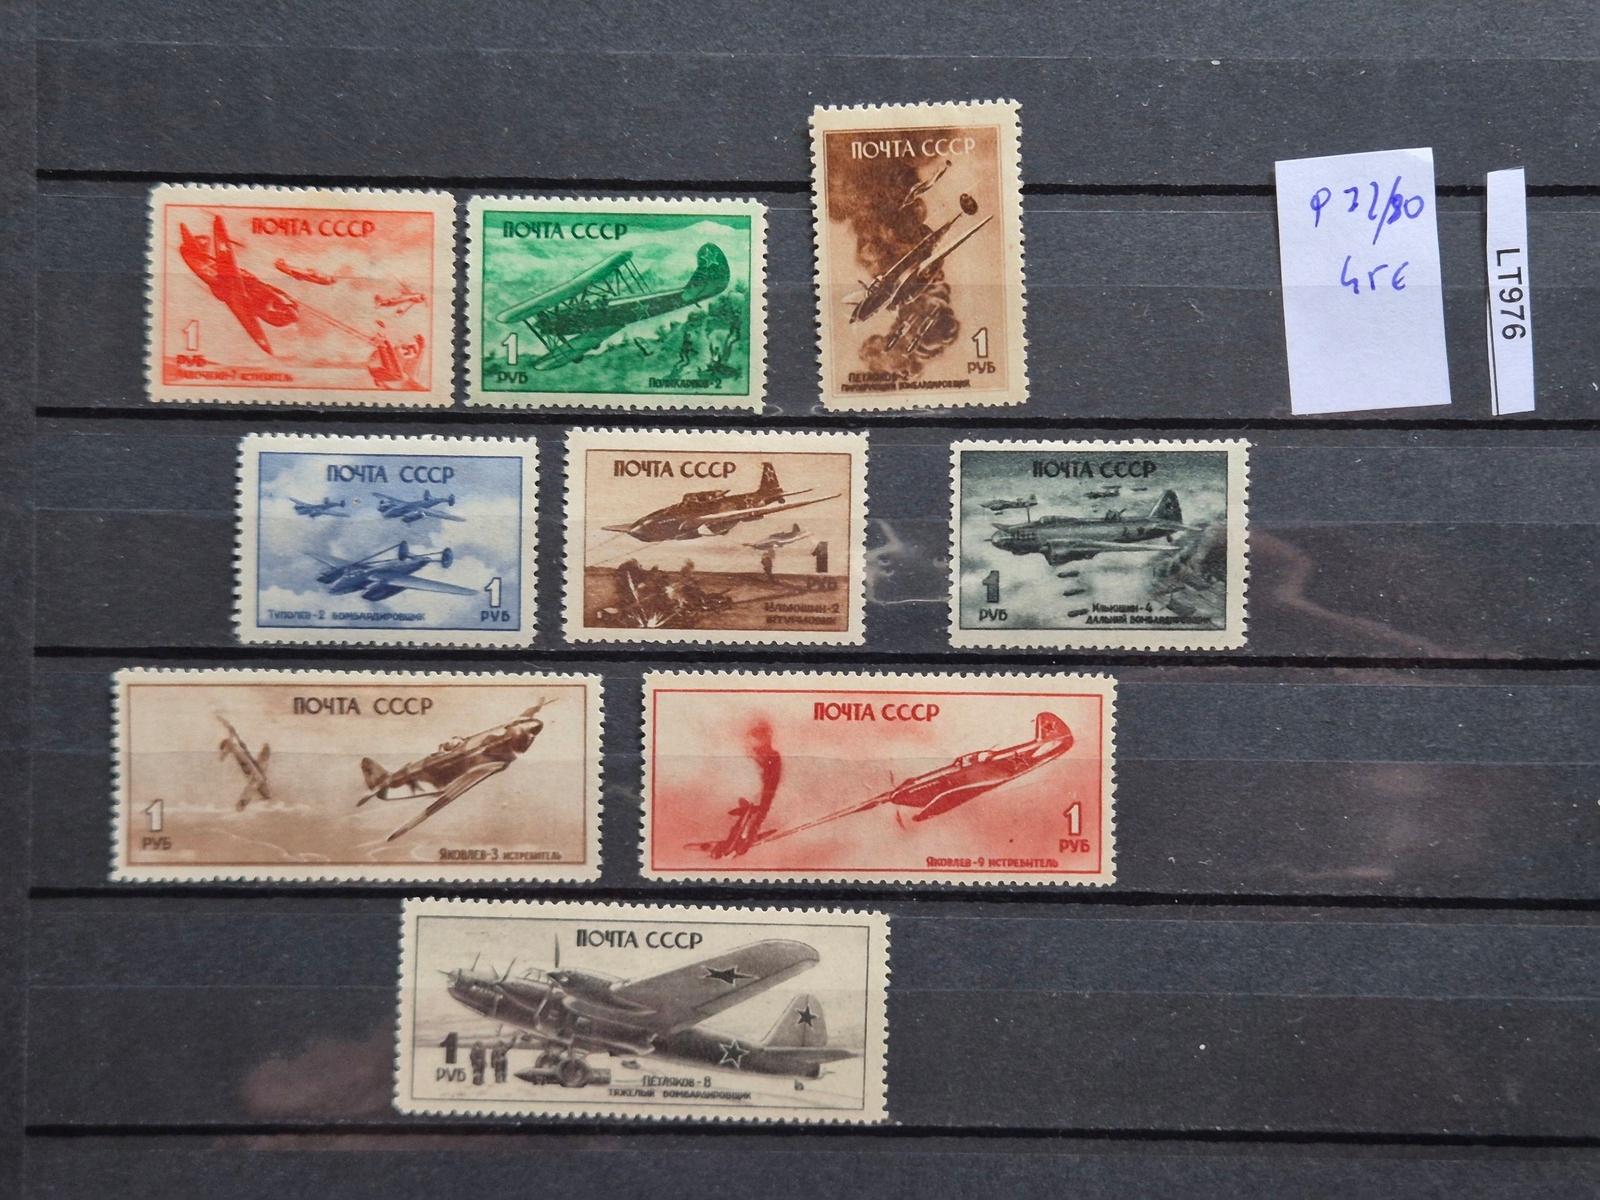 ПОЧТА СССР
1
РУБ
ЛАВОЧКИН-7 ИСТРЕБИТЕЛЬ
ПОЧТА СССР
1
РУБ
ПОЛИКАРПОВ-2
ПОЧТА СССР
1
РУБ
ПЕТЛЯКОВ-2
ПИКИРУЮЩИЙ БОМБАРДИРОВЩИК
LT976
ПОЧТА СССР
1
РУБ
ТУПОЛЕВ-2 БОМБАРДИРОВЩИК
ПОЧТА СССР
1
РУБ
ИЛЬЮШИН-2
ШТУРМОВИК
ПОЧТА СССР
1
РУБ
ИЛЬЮШИН-4
ДАЛЬНИЙ БОМБАРДИРОВЩИК
ПОЧТА СССР
1
РУБ
ЯКОВЛЕВ-3 ИСТРЕБИТЕЛЬ
ПОЧТА СССР
1
РУБ
ЯКОВЛЕВ-9 ИСТРЕБИТЕЛЬ
ПОЧТА СССР
1
РУБ
ПЕТЛЯКОВ-8
ТЯЖЕЛЫЙ БОМБАРДИРОВЩИК